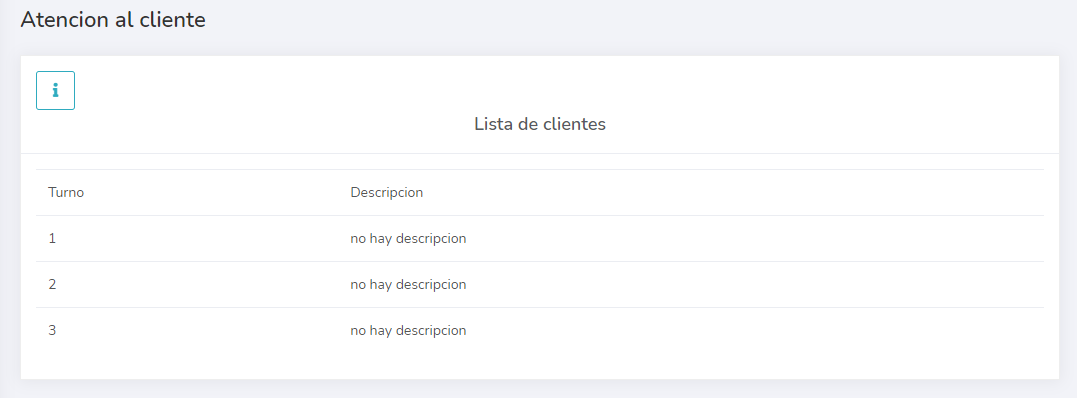 Atencion al cliente
i
Lista de clientes
Turno Descripcion
1 no hay descripcion
2 no hay descripcion
3 no hay descripcion